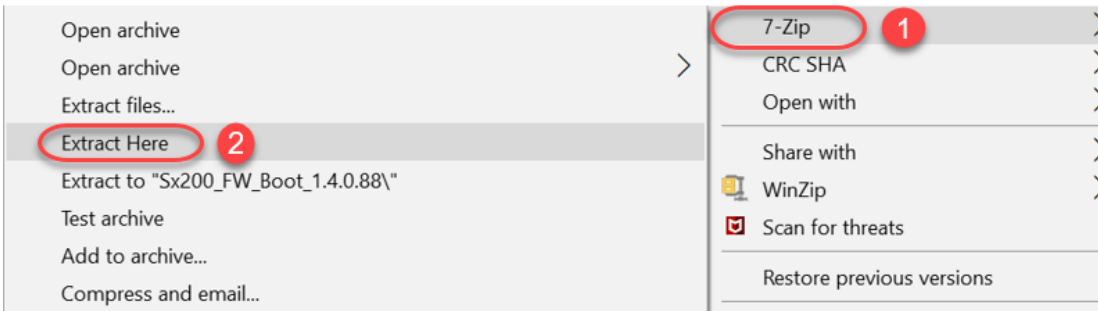 Open archive
Open archive
Extract files...
Extract Here
2
Extract to "Sx200_FW_Boot_1.4.0.88\"
Test archive
Add to archive...
Compress and email...
7-Zip
1
CRC SHA
Open with
Share with
WinZip
Scan for threats
Restore previous versions